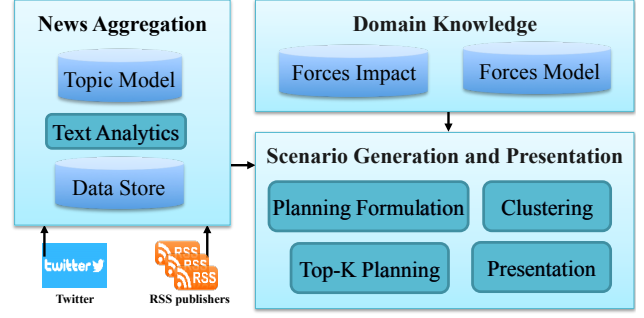 News Aggregation
Topic Model
Text Analytics
Data Store
twitter
Twitter
RSS
RSS
RSS
RSS publishers
Domain Knowledge
Forces Impact
Forces Model
Scenario Generation and Presentation
Planning Formulation
Clustering
Top-K Planning
Presentation